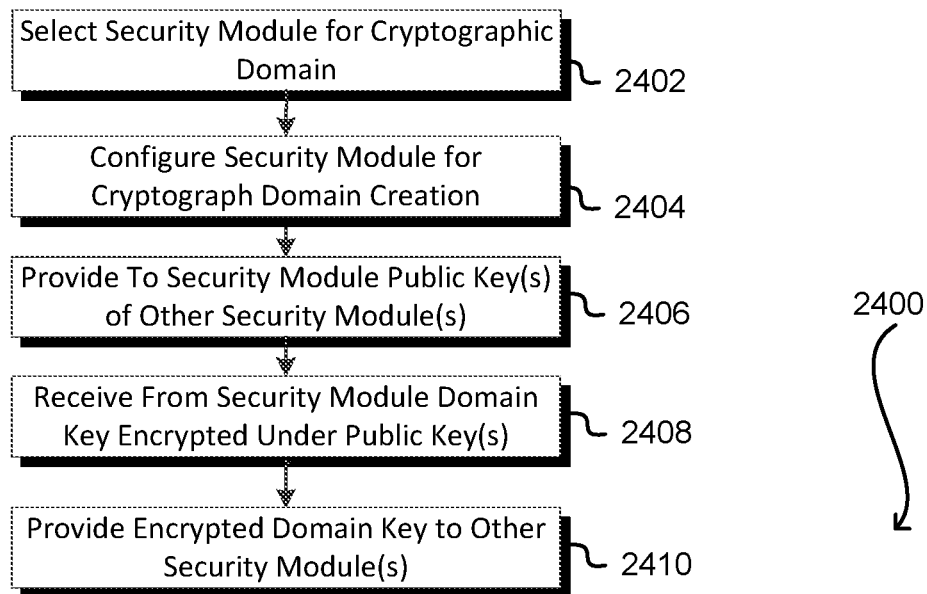 Select Security Module for Cryptographic
Domain
2402
Configure Security Module for
Cryptograph Domain Creation
2404
Provide To Security Module Public Key(s)
of Other Security Module(s)
2406
2400
Receive From Security Module Domain
Key Encrypted Under Public Key(s)
2408
Provide Encrypted Domain Key to Other
Security Module(s)
2410